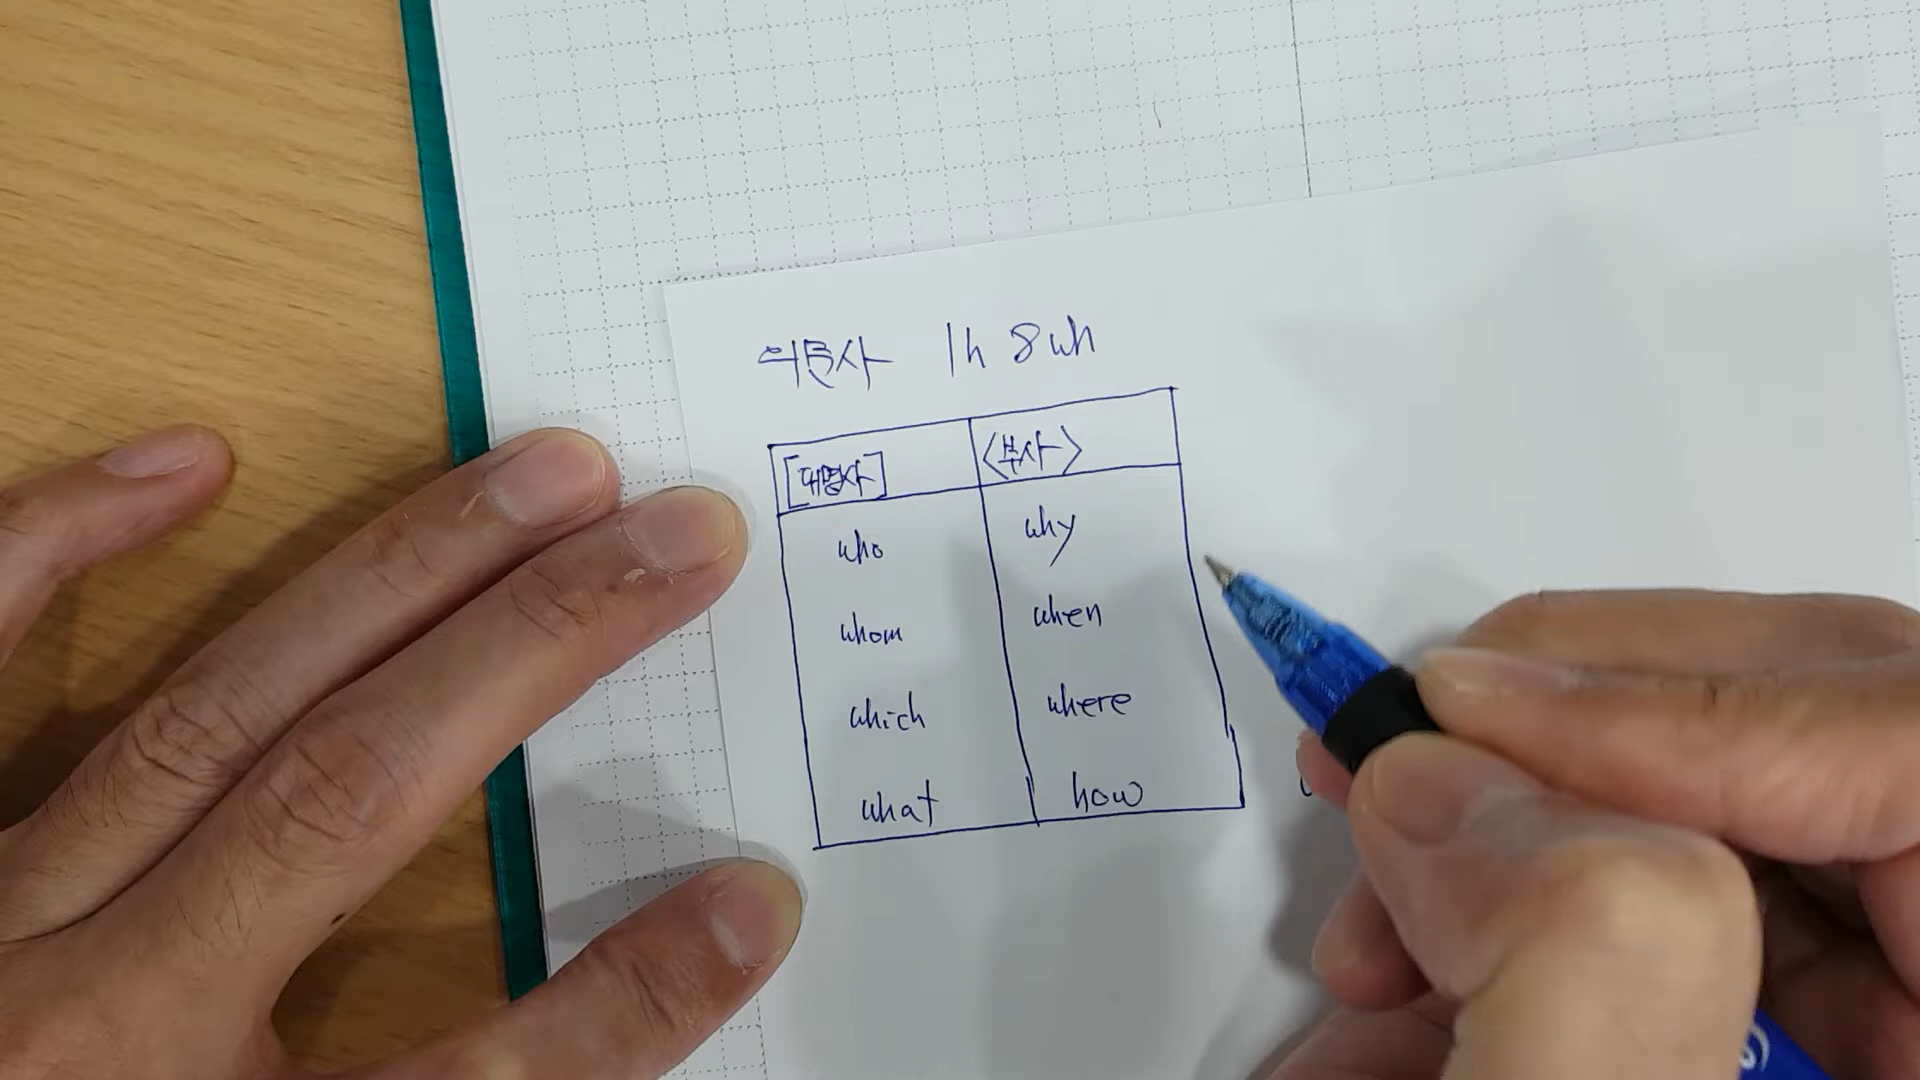 의문사 1h 8wh
[대명사] <부사>
who why
whom when
which where
what how